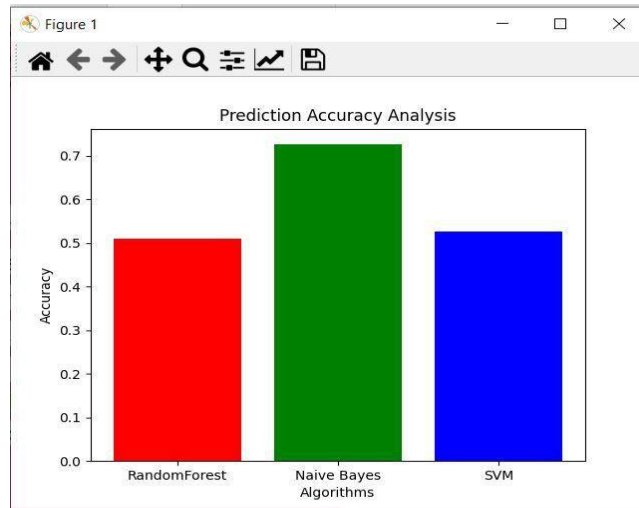 Figure 1
Prediction Accuracy Analysis
0.7
0.6
0.5
0.4
0.3
0.2
0.1
0.0
Accuracy
RandomForest
Naive Bayes
SVM
Algorithms